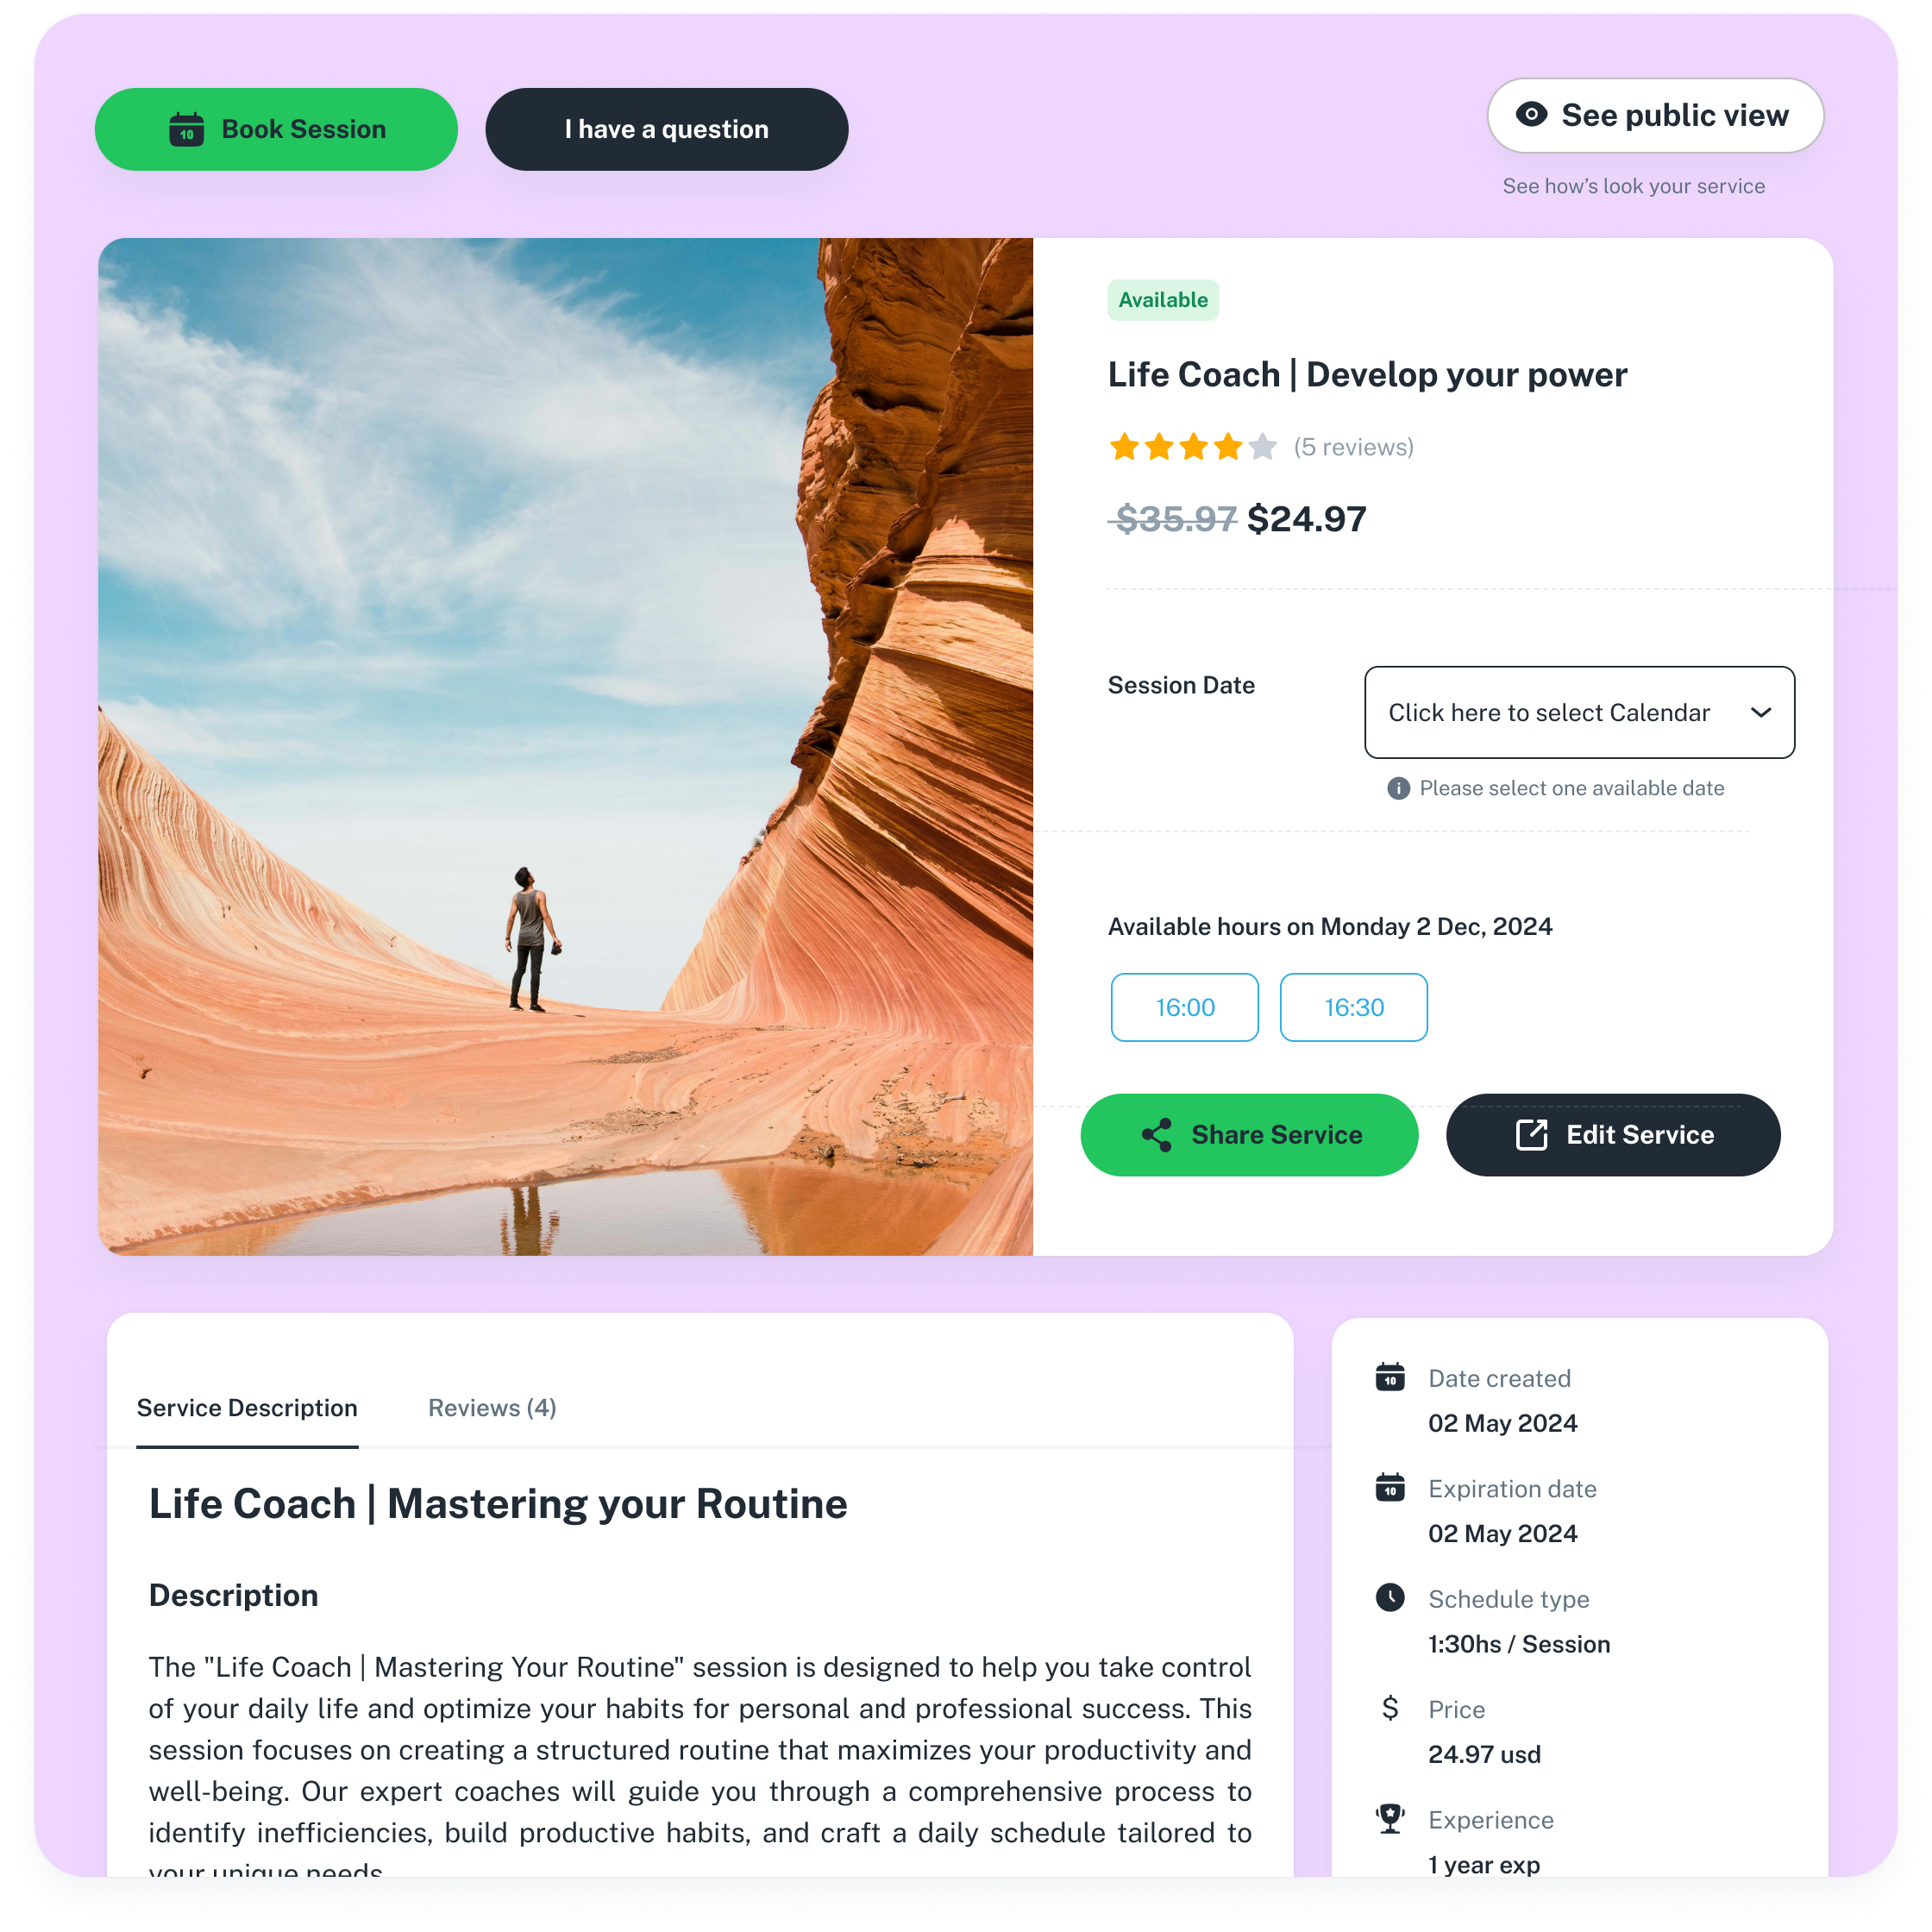 Book Session
I have a question
See public view
See how’s look your service
Available
Life Coach | Develop your power
(5 reviews)
$35.97 $24.97
Session Date
Click here to select Calendar
Please select one available date
Available hours on Monday 2 Dec, 2024
16:00 16:30
Share Service
Edit Service
Service Description
Reviews (4)
Life Coach | Mastering your Routine
Description
The "Life Coach | Mastering Your Routine" session is designed to help you take control
of your daily life and optimize your habits for personal and professional success. This
session focuses on creating a structured routine that maximizes your productivity and
well-being. Our expert coaches will guide you through a comprehensive process to
identify inefficiencies, build productive habits, and craft a daily schedule tailored to
your unique needs.
10
Date created
02 May 2024
10
Expiration date
02 May 2024
Schedule type
1:30hs / Session
$
Price
24.97 usd
Experience
1 year exp